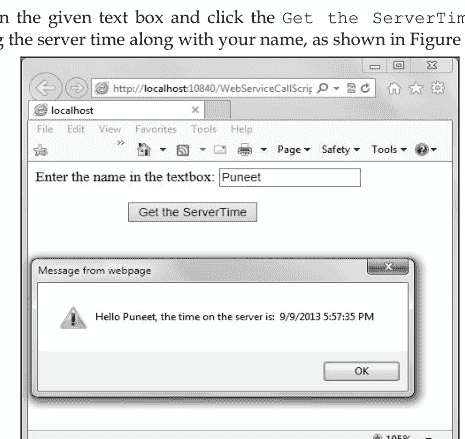 n the given text box and click the Get the ServerTim
g the server time along with your name, as shown in Figure
http://localhost:10840/WebServiceCallScrip
localhost
File Edit View Favorites Tools Help
Page Safety Tools
Enter the name in the textbox: Puneet
Get the ServerTime
Message from webpage
Hello Puneet, the time on the server is: 9/9/2013 5:57:35 PM
OK
105%